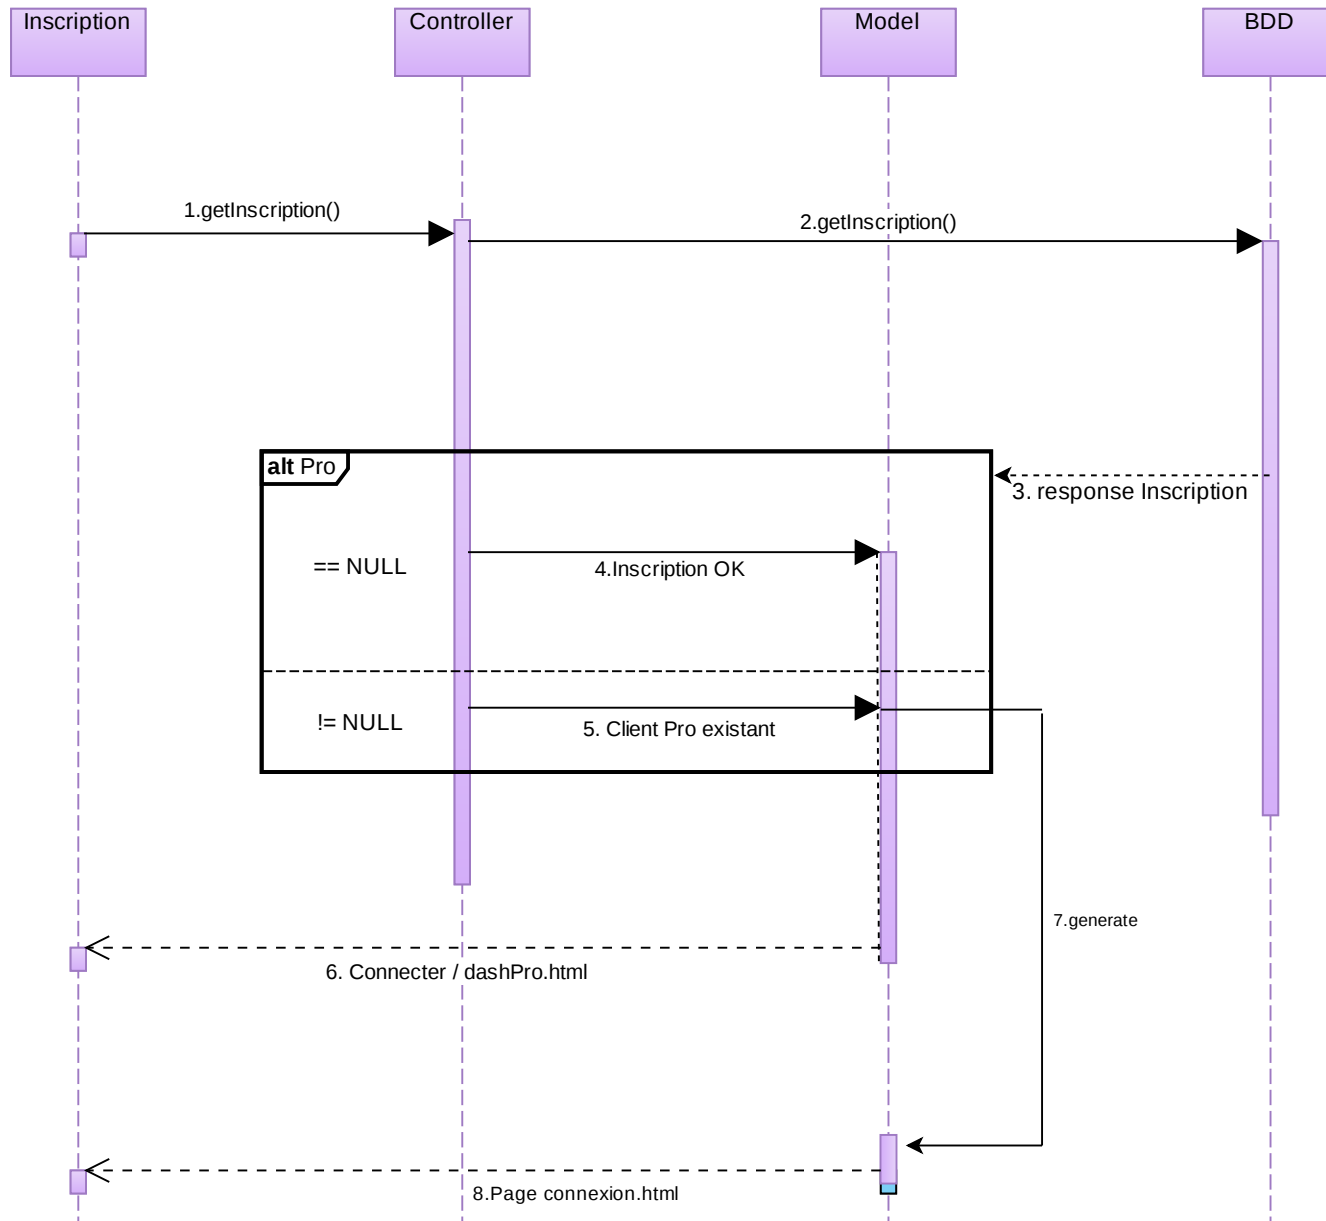 Inscription
Controller
Model
BDD
1.getInscription()
2.getInscription()
alt Pro
3. response Inscription
== NULL
4.Inscription OK
!= NULL
5. Client Pro existant
7.generate
6. Connecter / dashPro.html
8.Page connexion.html